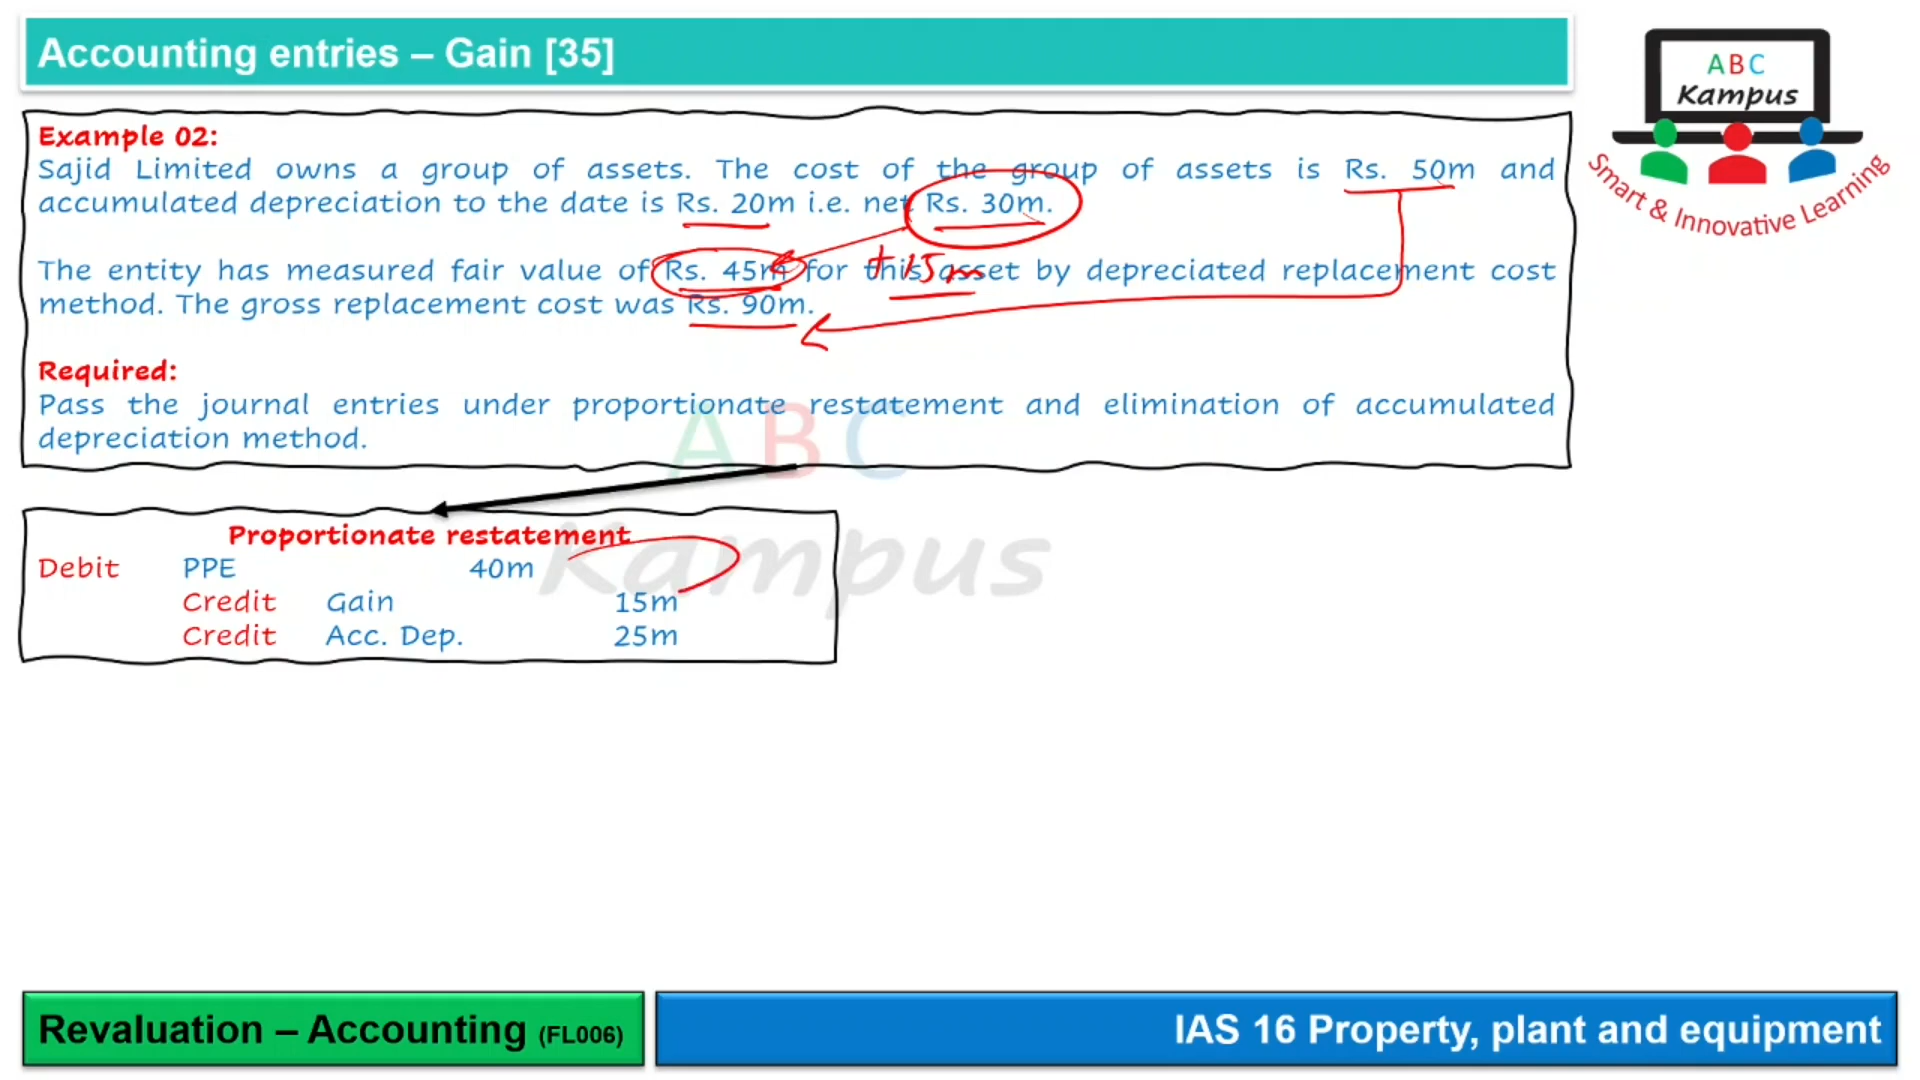 Accounting entries – Gain [35]
ABC
Kampus
Smart & Innovative Learning
Example 02:
Sajid Limited owns a group of assets. The cost of the group of assets is Rs. 50m and
accumulated depreciation to the date is Rs. 20m i.e. net Rs. 30m.
+15m
The entity has measured fair value of Rs. 45m for this asset by depreciated replacement cost
method. The gross replacement cost was Rs. 90m.
Required:
Pass the journal entries under proportionate restatement and elimination of accumulated
depreciation method.
ABC
Kampus
Proportionate restatement
Debit PPE 40m
Credit Gain 15m
Credit Acc. Dep. 25m
Revaluation – Accounting (FL006)
IAS 16 Property, plant and equipment